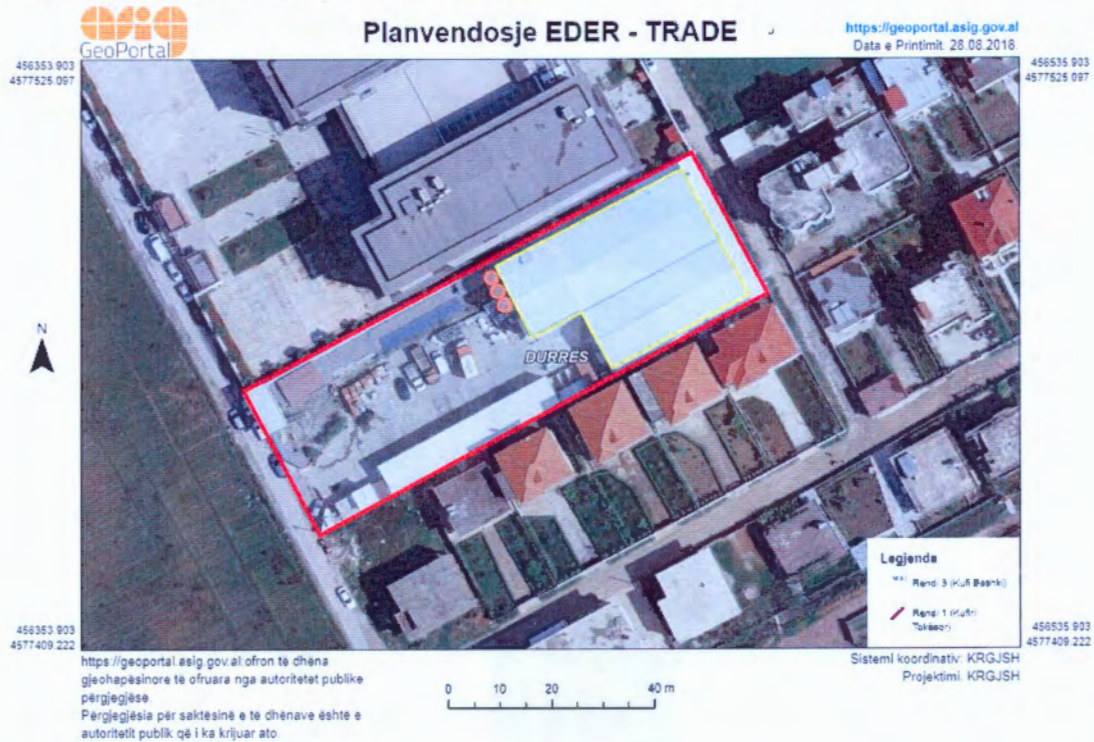 asig
GeoPortal
Planvendosje EDER - TRADE
https://geoportal.asig.gov.al
Data e Printimit. 28.08.2018.
456353.903
4577525.097
456535.903
4577525.097
N
DURRES
Legjenda
Rendi 3 (Kufi Bashki)
Rendi 1 (Kufiri
Tokësor)
456353.903
4577409.222
456535.903
4577409.222
https://geoportal.asig.gov.al ofron të dhëna
gjeohapësinore të ofruara nga autoritetet publike
përgjegjëse.
Përgjegjësia për saktësinë e të dhënave është e
autoritetit publik që i ka krijuar ato.
0 10 20 40 m
Sistemi koordinativ: KRGJSH
Projektimi. KRGJSH